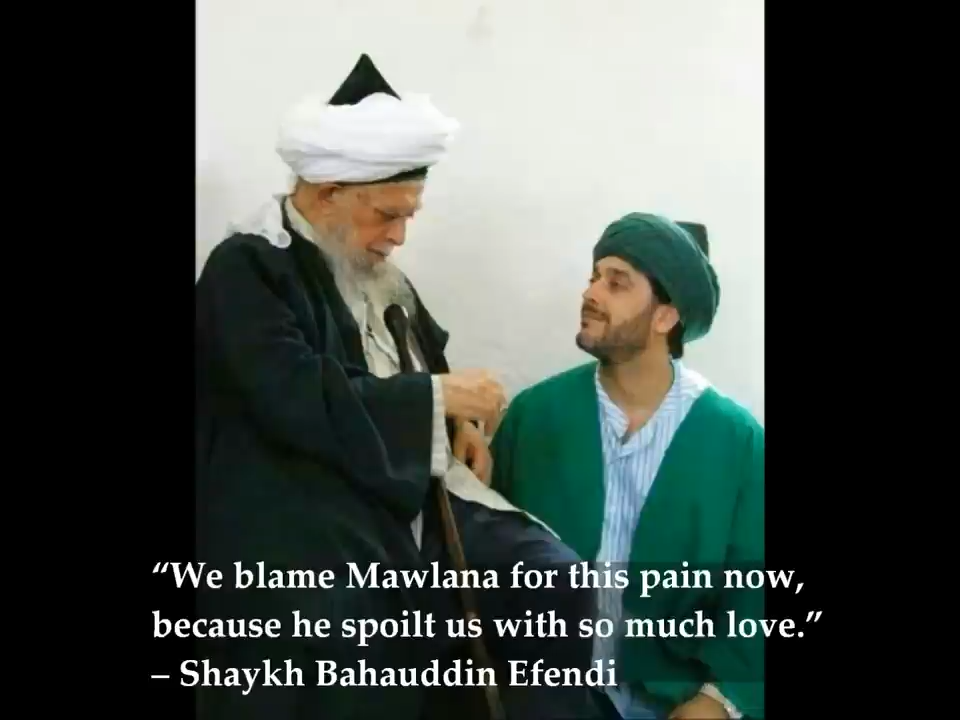 “We blame Mawlana for this pain now,
because he spoilt us with so much love.”
– Shaykh Bahauddin Efendi